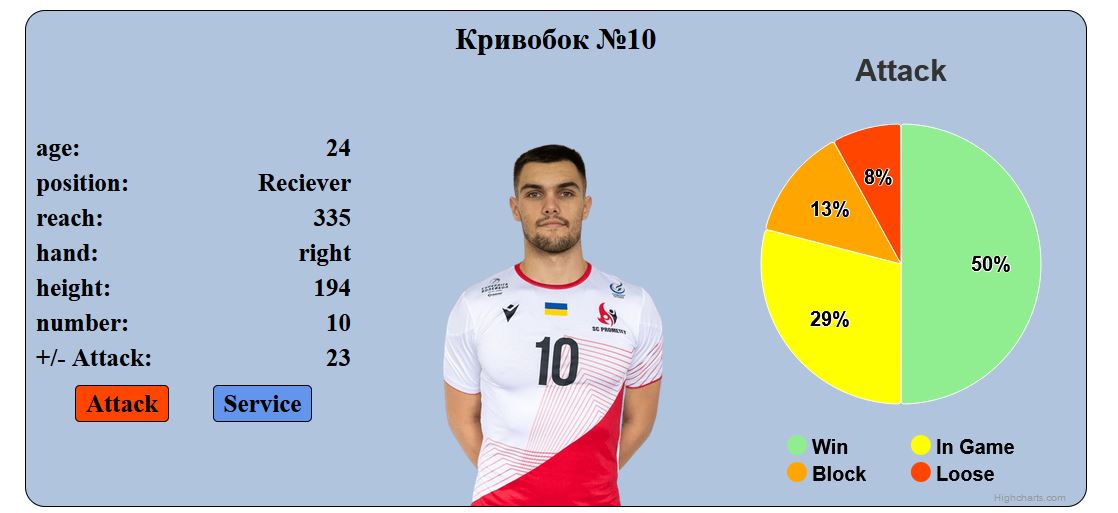 Кривобок №10
age: 24
position: Reciever
reach: 335
hand: right
height: 194
number: 10
+/- Attack: 23
Attack
Service
SC PROMETEY
10
Attack
8%
13%
50%
29%
Win
In Game
Block
Loose
Highcharts.com